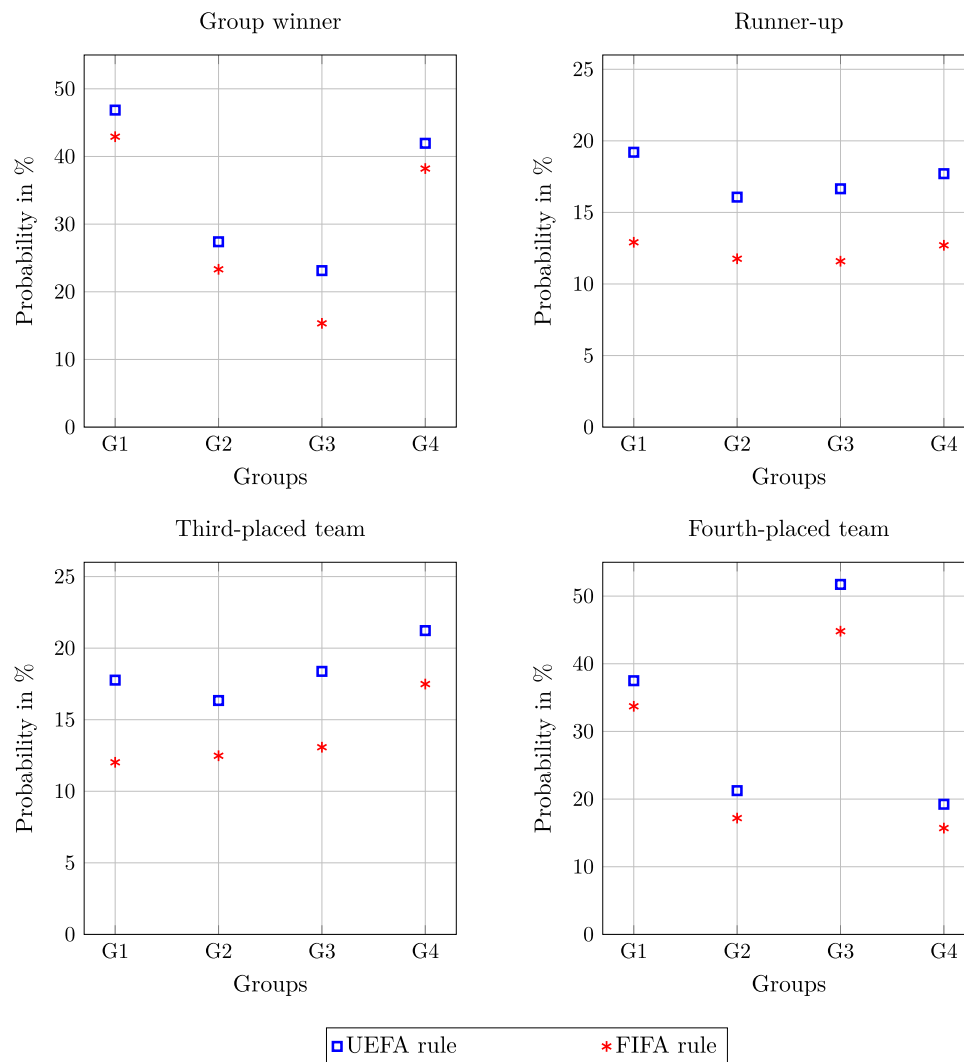 Group winner
50
40
30
20
10
0
Probability in %
G1 G2 G3 G4
Groups
Runner-up
25
20
15
10
5
0
Probability in %
G1 G2 G3 G4
Groups
Third-placed team
25
20
15
10
5
0
Probability in %
G1 G2 G3 G4
Groups
Fourth-placed team
50
40
30
20
10
0
Probability in %
G1 G2 G3 G4
Groups
UEFA rule FIFA rule